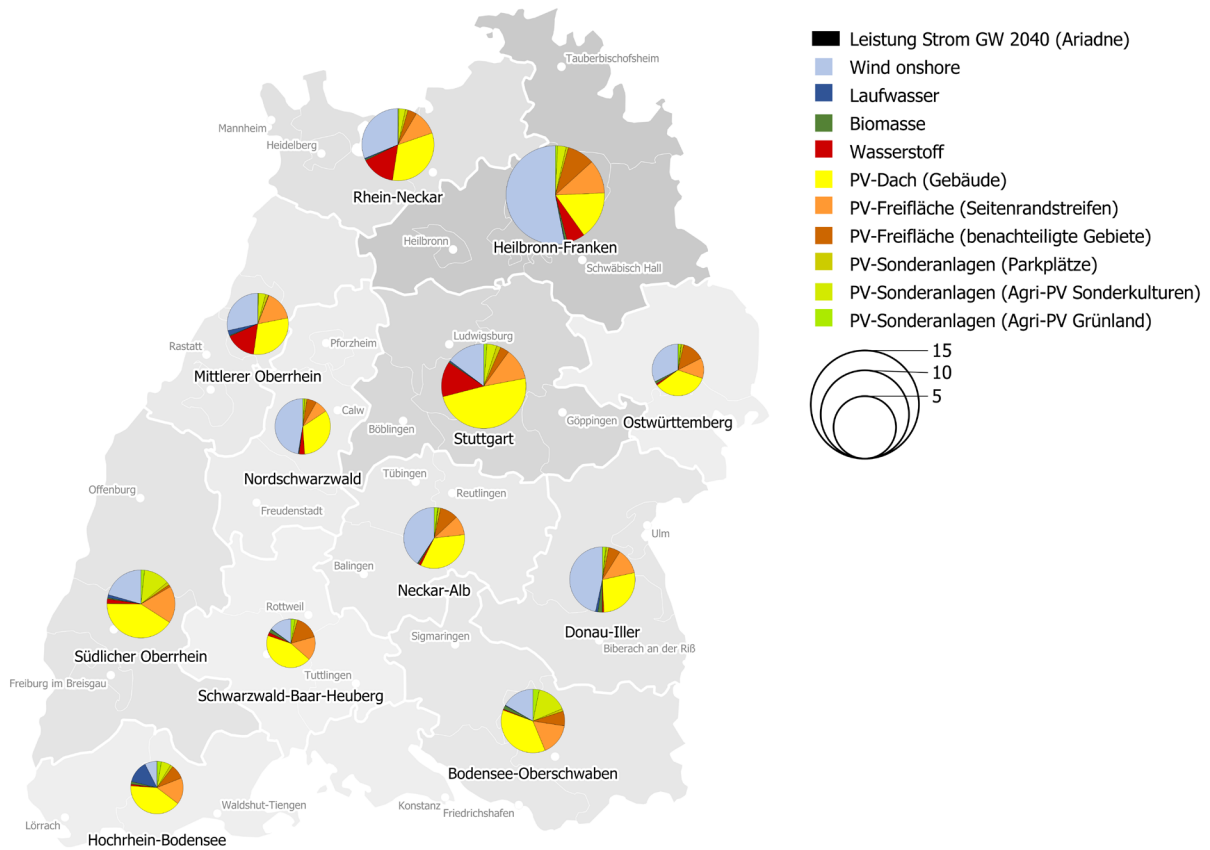 Tauberbischofsheim
Mannheim
Heidelberg
Rhein-Neckar
Heilbronn
Heilbronn-Franken
Schwäbisch Hall
Rastatt
Pforzheim
Ludwigsburg
Mittlerer Oberrhein
Calw
Böblingen
Stuttgart
Göppingen
Ostwürttemberg
Nordschwarzwald
Tübingen
Reutlingen
Offenburg
Freudenstadt
Ulm
Balingen
Neckar-Alb
Rottweil
Sigmaringen
Donau-Iller
Biberach an der Riß
Südlicher Oberrhein
Tuttlingen
Freiburg im Breisgau
Schwarzwald-Baar-Heuberg
Bodensee-Oberschwaben
Waldshut-Tiengen
Konstanz
Friedrichshafen
Lörrach
Hochrhein-Bodensee
Leistung Strom GW 2040 (Ariadne)
Wind onshore
Laufwasser
Biomasse
Wasserstoff
PV-Dach (Gebäude)
PV-Freifläche (Seitenrandstreifen)
PV-Freifläche (benachteiligte Gebiete)
PV-Sonderanlagen (Parkplätze)
PV-Sonderanlagen (Agri-PV Sonderkulturen)
PV-Sonderanlagen (Agri-PV Grünland)
15
10
5